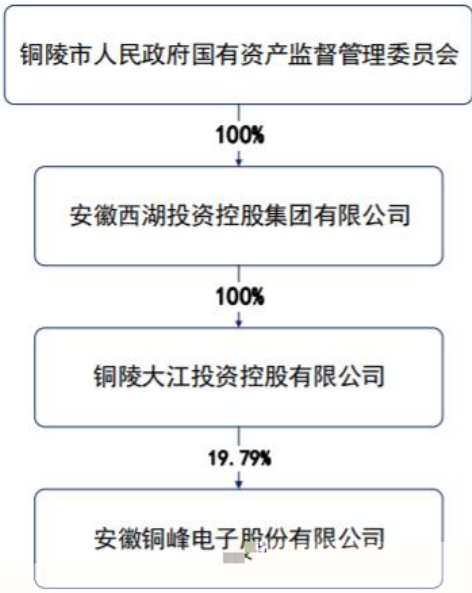 铜陵市人民政府国有资产监督管理委员会
100%
安徽西湖投资控股集团有限公司
100%
铜陵大江投资控股有限公司
19.79%
安徽铜峰电子股份有限公司